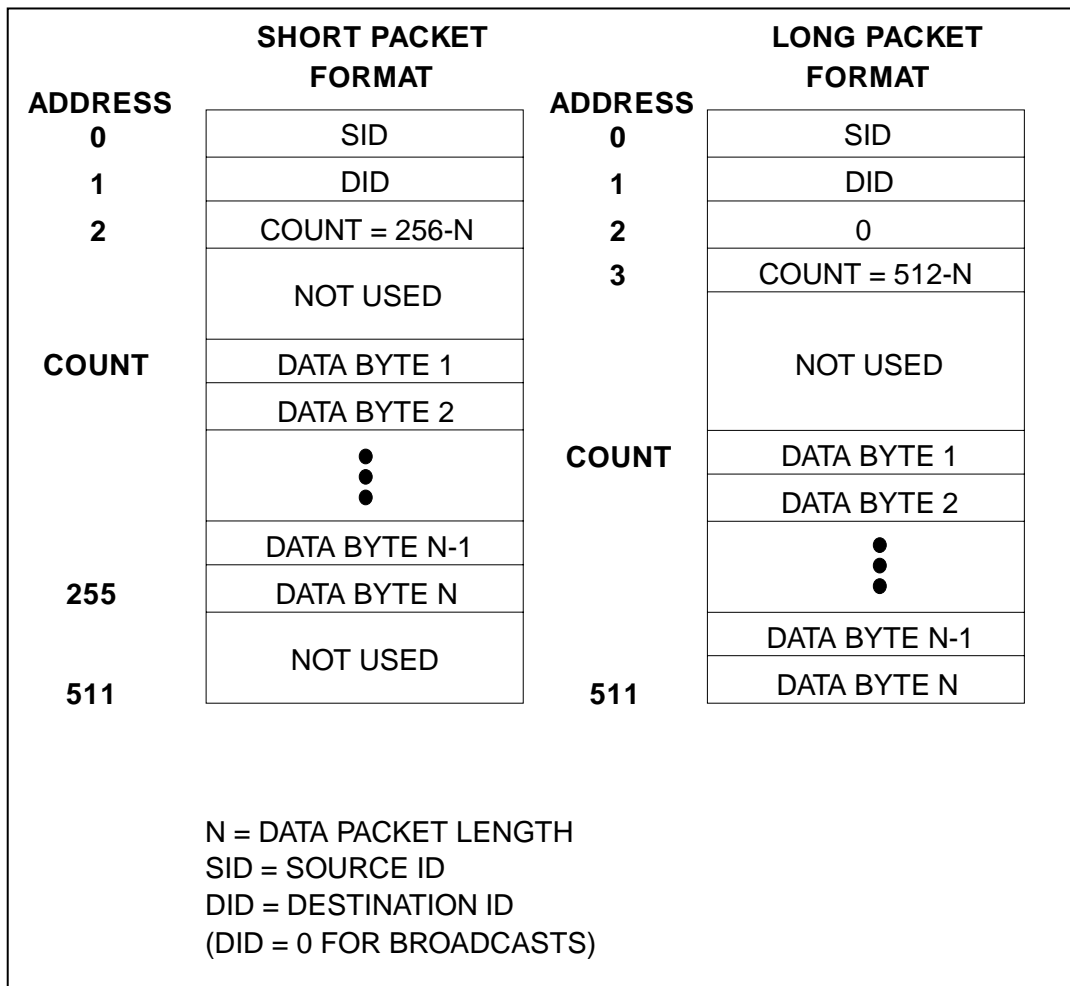 SHORT PACKET
FORMAT
ADDRESS
0 SID
1 DID
2 COUNT = 256-N
NOT USED
COUNT DATA BYTE 1
DATA BYTE 2
DATA BYTE N-1
255 DATA BYTE N
NOT USED
511
LONG PACKET
FORMAT
ADDRESS
0 SID
1 DID
2 0
3 COUNT = 512-N
NOT USED
COUNT DATA BYTE 1
DATA BYTE 2
DATA BYTE N-1
511 DATA BYTE N
N = DATA PACKET LENGTH
SID = SOURCE ID
DID = DESTINATION ID
(DID = 0 FOR BROADCASTS)